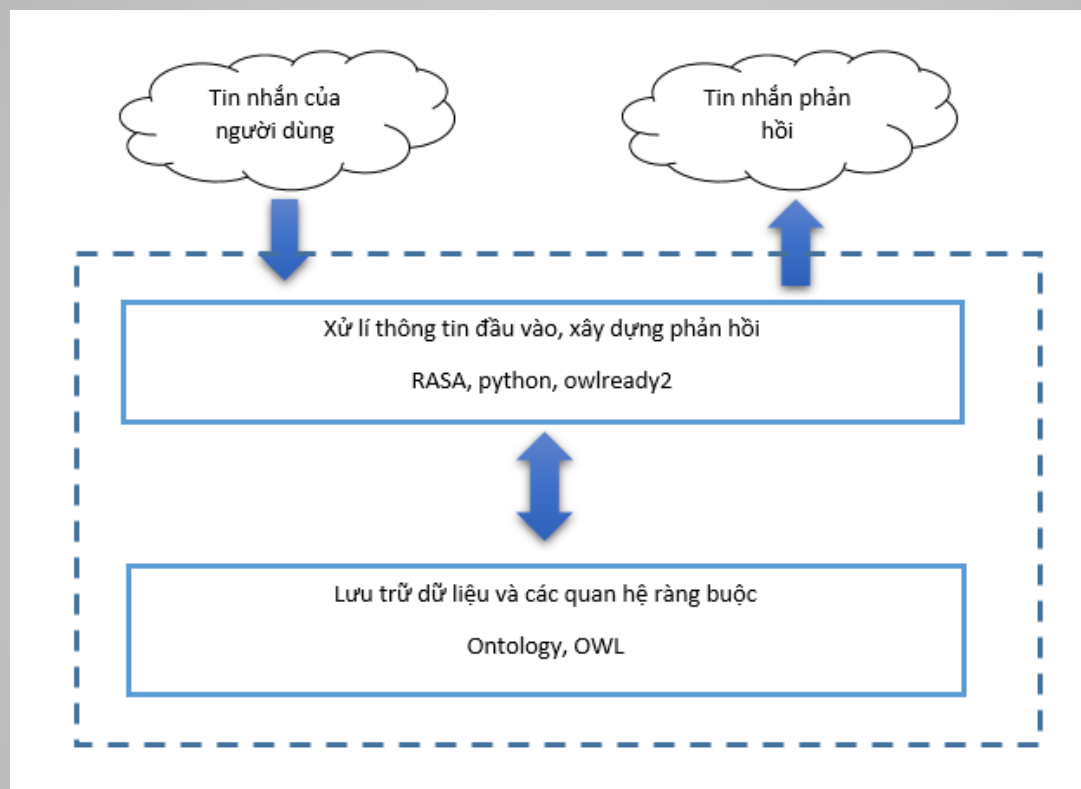 Tin nhắn của
người dùng
Tin nhắn phản
hồi
Xử lí thông tin đầu vào, xây dựng phản hồi
RASA, python, owlready2
Lưu trữ dữ liệu và các quan hệ ràng buộc
Ontology, OWL